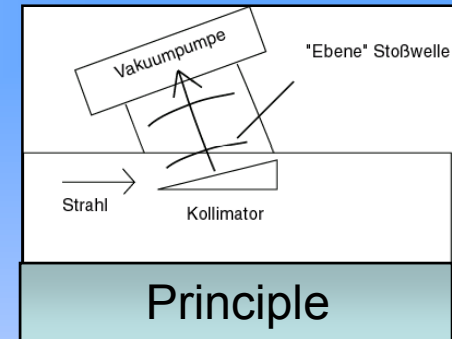 Vakuumpumpe
"Ebene" Stoßwelle
Strahl
Kollimator
Principle